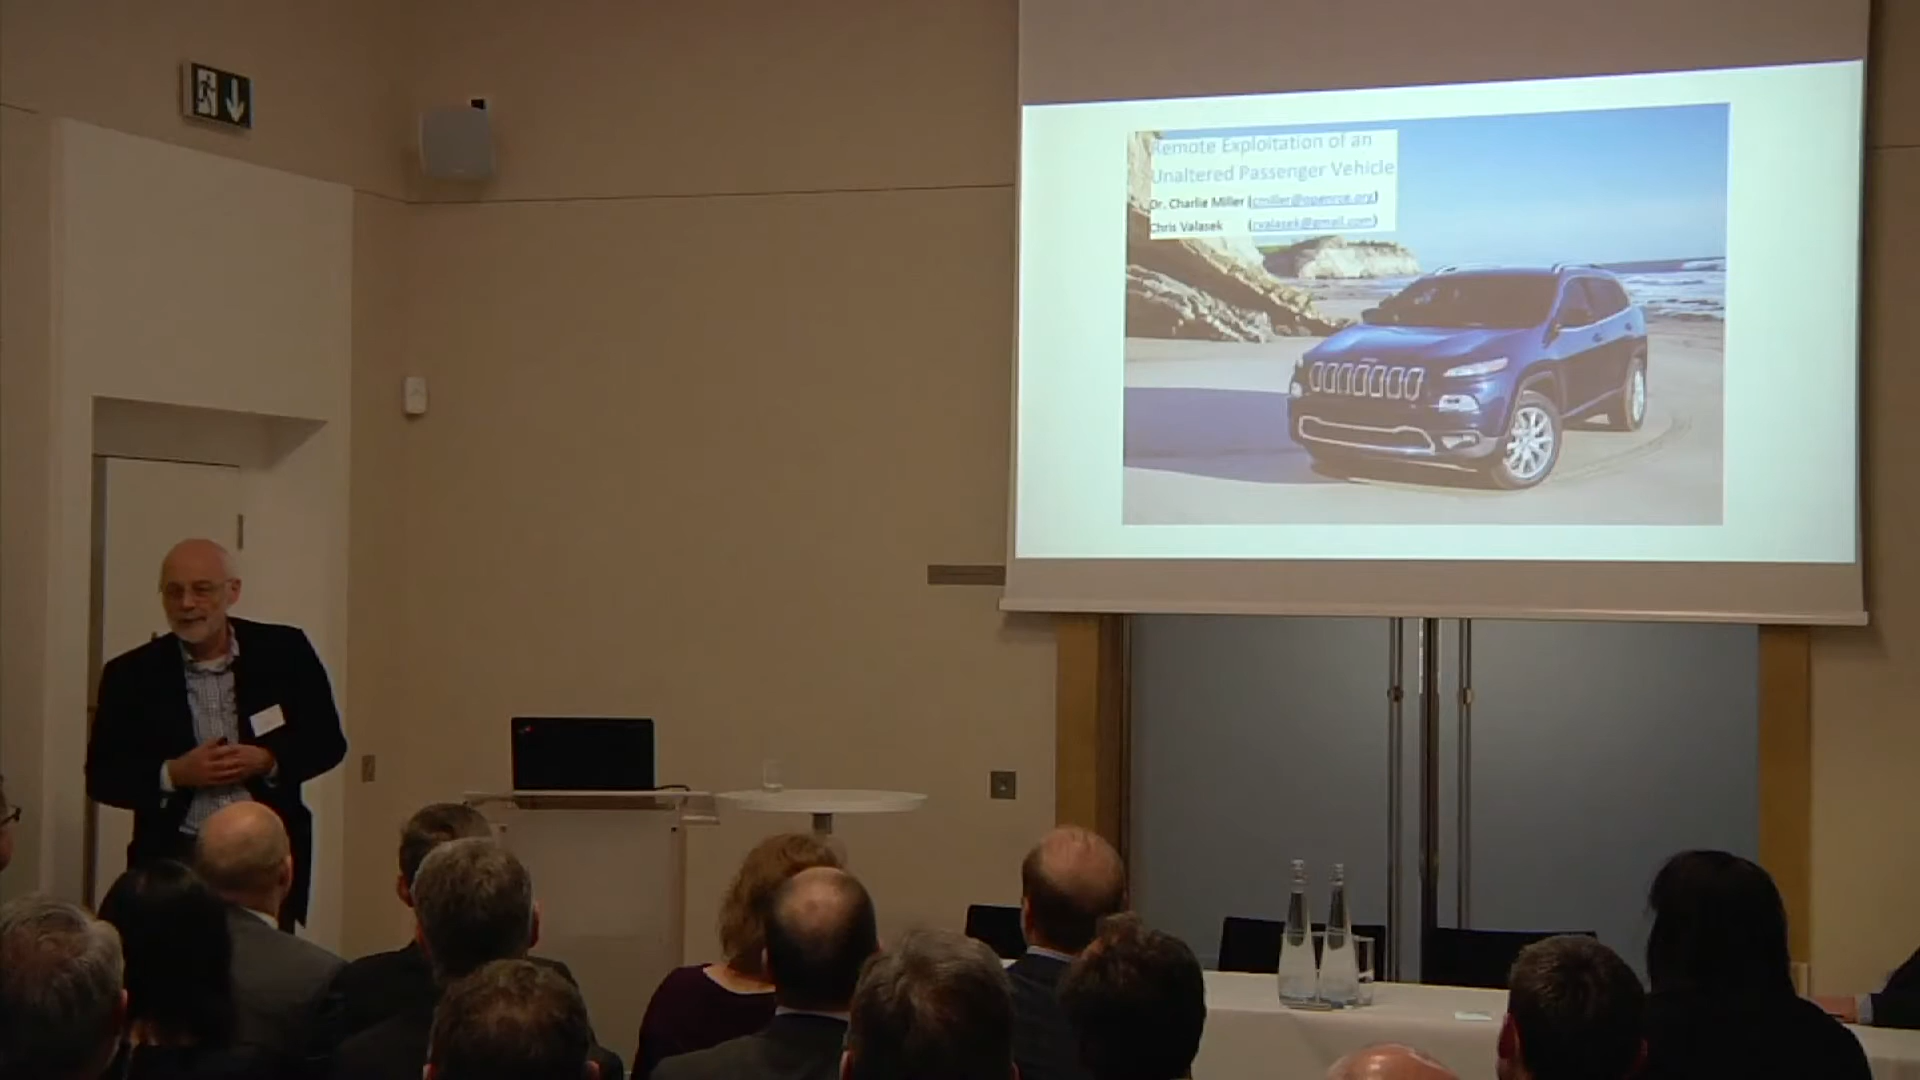 Remote Exploitation of an
Unaltered Passenger Vehicle
Dr. Charlie Miller (cmiller@openrce.org)
Chris Valasek (cvalasek@gmail.com)